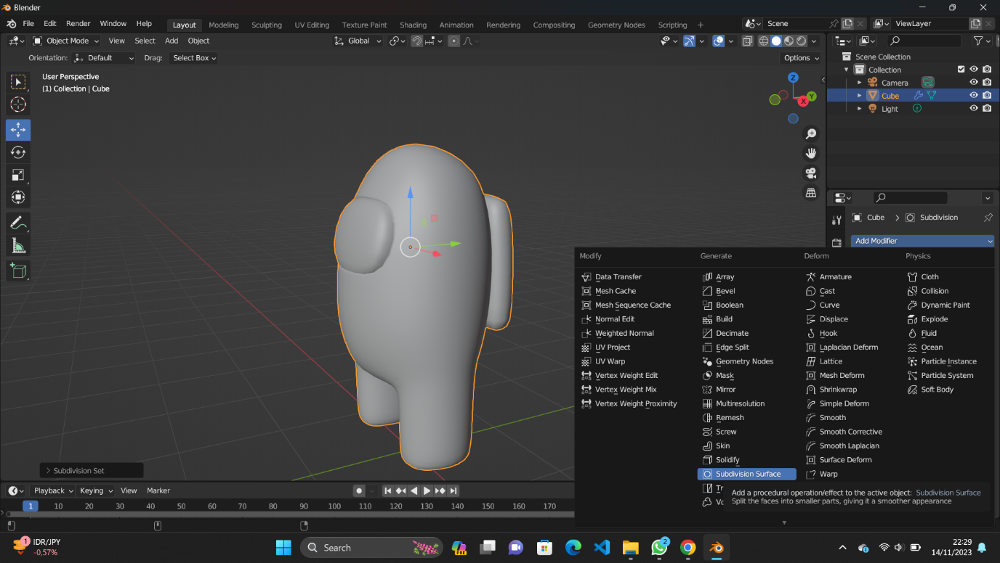 Blender
File Edit Render Window Help Layout Modeling Sculpting UV Editing Texture Paint Shading Animation Rendering Compositing Geometry Nodes Scripting + Scene ViewLayer
Object Mode View Select Add Object Global
Orientation: Default Drag: Select Box Options
User Perspective
(1) Collection | Cube
Z
Y
X
Scene Collection
Collection
Camera
Cube
Light
Cube > Subdivision
Add Modifier
Modify Generate Deform Physics
Data Transfer Array Armature Cloth
Mesh Cache Bevel Cast Collision
Mesh Sequence Cache Boolean Curve Dynamic Paint
Normal Edit Build Displace Explode
Weighted Normal Decimate Hook Fluid
UV Project Edge Split Laplacian Deform Ocean
UV Warp Geometry Nodes Lattice Particle Instance
Vertex Weight Edit Mask Mesh Deform Particle System
Vertex Weight Mix Mirror Shrinkwrap Soft Body
Vertex Weight Proximity Multiresolution Simple Deform
Remesh Smooth
Screw Smooth Corrective
Skin Smooth Laplacian
Solidify Surface Deform
Subdivision Surface Warp
Add a procedural operation/effect to the active object: Subdivision Surface
Split the faces into smaller parts, giving it a smoother appearance
> Subdivision Set
Playback Keying View Marker
1 10 20 30 40 50 60 70 80 90 100 110 120 130 140 150 160 170
1 IDR/JPY
-0,57%
Search
PRE
2
22:29
14/11/2023